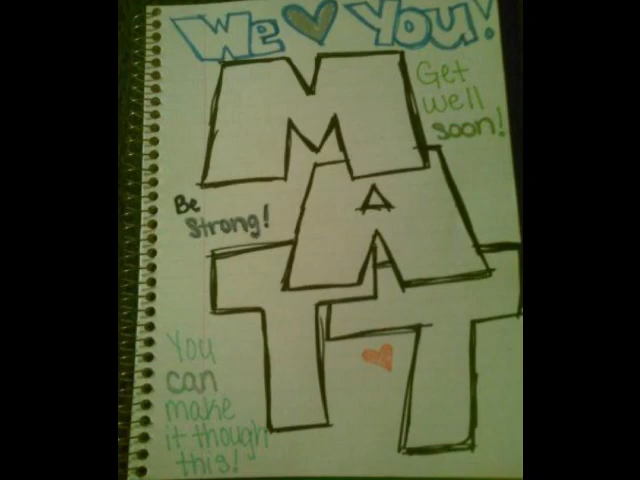 We ♥ You!
Get
well
soon!
MATT
Be
Strong!
You
can
make
it though
this!